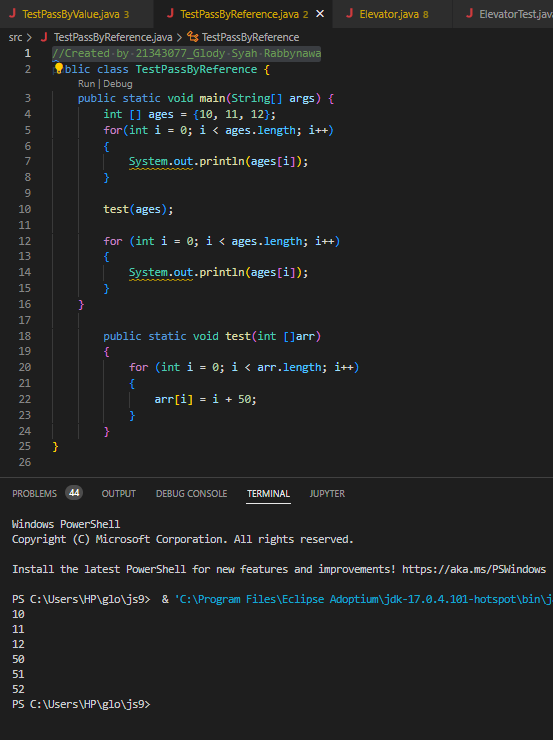 TestPassByValue.java 3 TestPassByReference.java 2 Elevator.java 8 ElevatorTest.java
src > TestPassByReference.java > TestPassByReference
1 //Created by 21343077_Glody Syah Rabbynawa
2 blic class TestPassByReference {
Run | Debug
3 public static void main(String[] args) {
4 int [] ages = {10, 11, 12};
5 for(int i = 0; i < ages.length; i++)
6 {
7 System.out.println(ages[i]);
8 }
9
10 test(ages);
11
12 for (int i = 0; i < ages.length; i++)
13 {
14 System.out.println(ages[i]);
15 }
16 }
17
18 public static void test(int []arr)
19 {
20 for (int i = 0; i < arr.length; i++)
21 {
22 arr[i] = i + 50;
23 }
24 }
25 }
26
PROBLEMS 44 OUTPUT DEBUG CONSOLE TERMINAL JUPYTER
Windows PowerShell
Copyright (C) Microsoft Corporation. All rights reserved.
Install the latest PowerShell for new features and improvements! https://aka.ms/PSWindows
PS C:\Users\HP\glo\js9> & 'C:\Program Files\Eclipse Adoptium\jdk-17.0.4.101-hotspot\bin\j
10
11
12
50
51
52
PS C:\Users\HP\glo\js9>